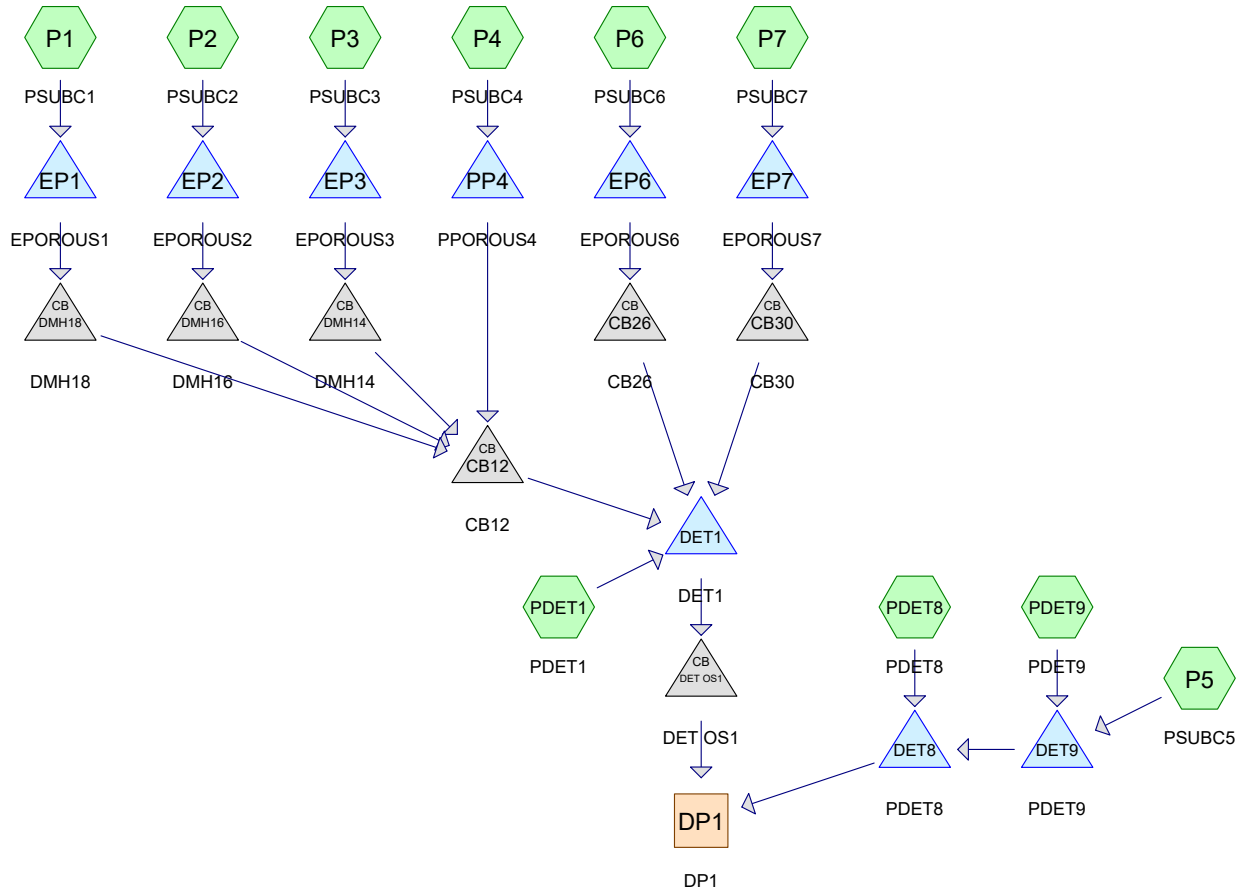 P1 P2 P3 P4 P6 P7
PSUBC1 PSUBC2 PSUBC3 PSUBC4 PSUBC6 PSUBC7
EP1 EP2 EP3 PP4 EP6 EP7
EPOROUS1 EPOROUS2 EPOROUS3 PPOROUS4 EPOROUS6 EPOROUS7
CB CB CB CB CB
DMH18 DMH16 DMH14 CB26 CB30
DMH18 DMH16 DMH14 CB26 CB30
CB
CB12
CB12
DET1
DET1
PDET1 PDET8 PDET9
PDET1 PDET8 PDET9
CB
DET OS1
P5
PSUBC5
DET OS1
DET8 DET9
PDET8 PDET9
DP1
DP1